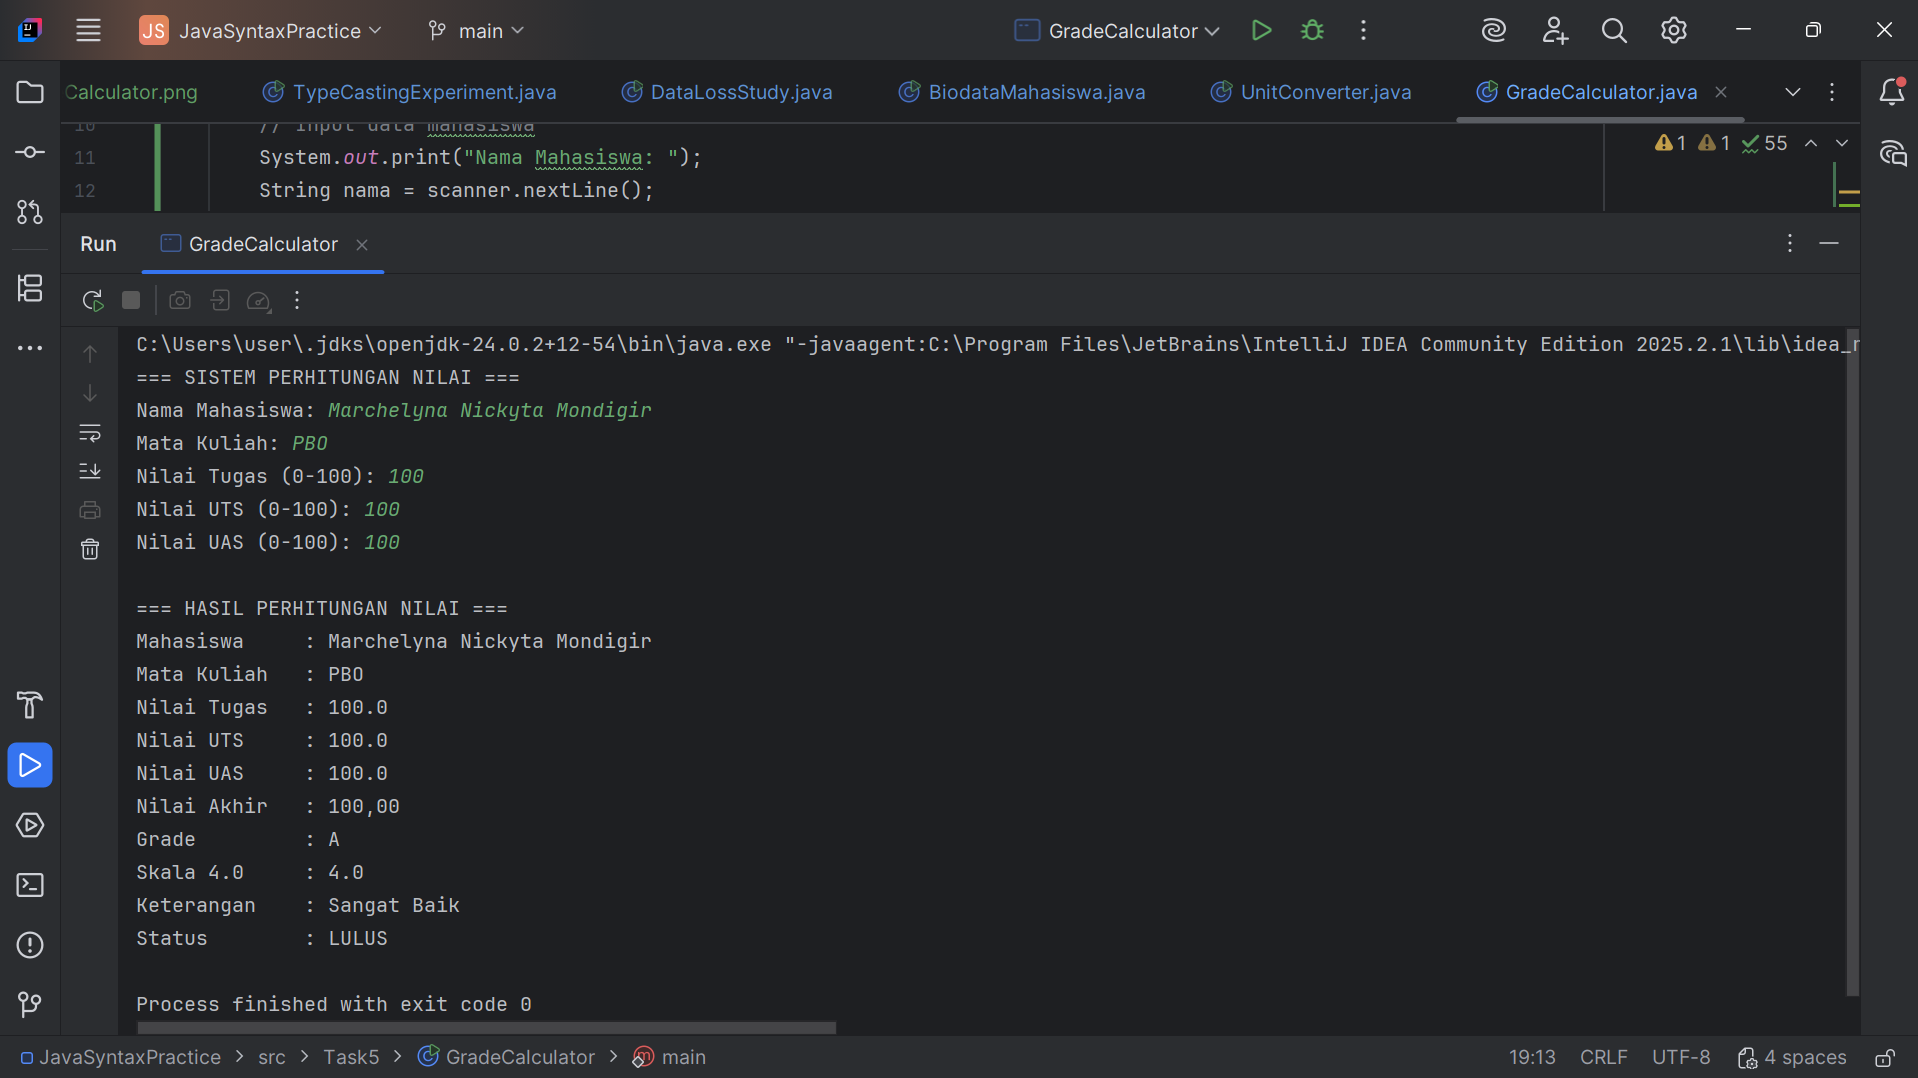 JS JavaSyntaxPractice main GradeCalculator
Calculator.png TypeCastingExperiment.java DataLossStudy.java BiodataMahasiswa.java UnitConverter.java GradeCalculator.java
10 // Input data mahasiswa
11 System.out.print("Nama Mahasiswa: ");
12 String nama = scanner.nextLine();
1 1 55
Run GradeCalculator
C:\Users\user\.jdks\openjdk-24.0.2+12-54\bin\java.exe "-javaagent:C:\Program Files\JetBrains\IntelliJ IDEA Community Edition 2025.2.1\lib\idea_r
=== SISTEM PERHITUNGAN NILAI ===
Nama Mahasiswa: Marchelyna Nickyta Mondigir
Mata Kuliah: PBO
Nilai Tugas (0-100): 100
Nilai UTS (0-100): 100
Nilai UAS (0-100): 100
=== HASIL PERHITUNGAN NILAI ===
Mahasiswa : Marchelyna Nickyta Mondigir
Mata Kuliah : PBO
Nilai Tugas : 100.0
Nilai UTS : 100.0
Nilai UAS : 100.0
Nilai Akhir : 100,00
Grade : A
Skala 4.0 : 4.0
Keterangan : Sangat Baik
Status : LULUS
Process finished with exit code 0
JavaSyntaxPractice > src > Task5 > GradeCalculator > main 19:13 CRLF UTF-8 4 spaces